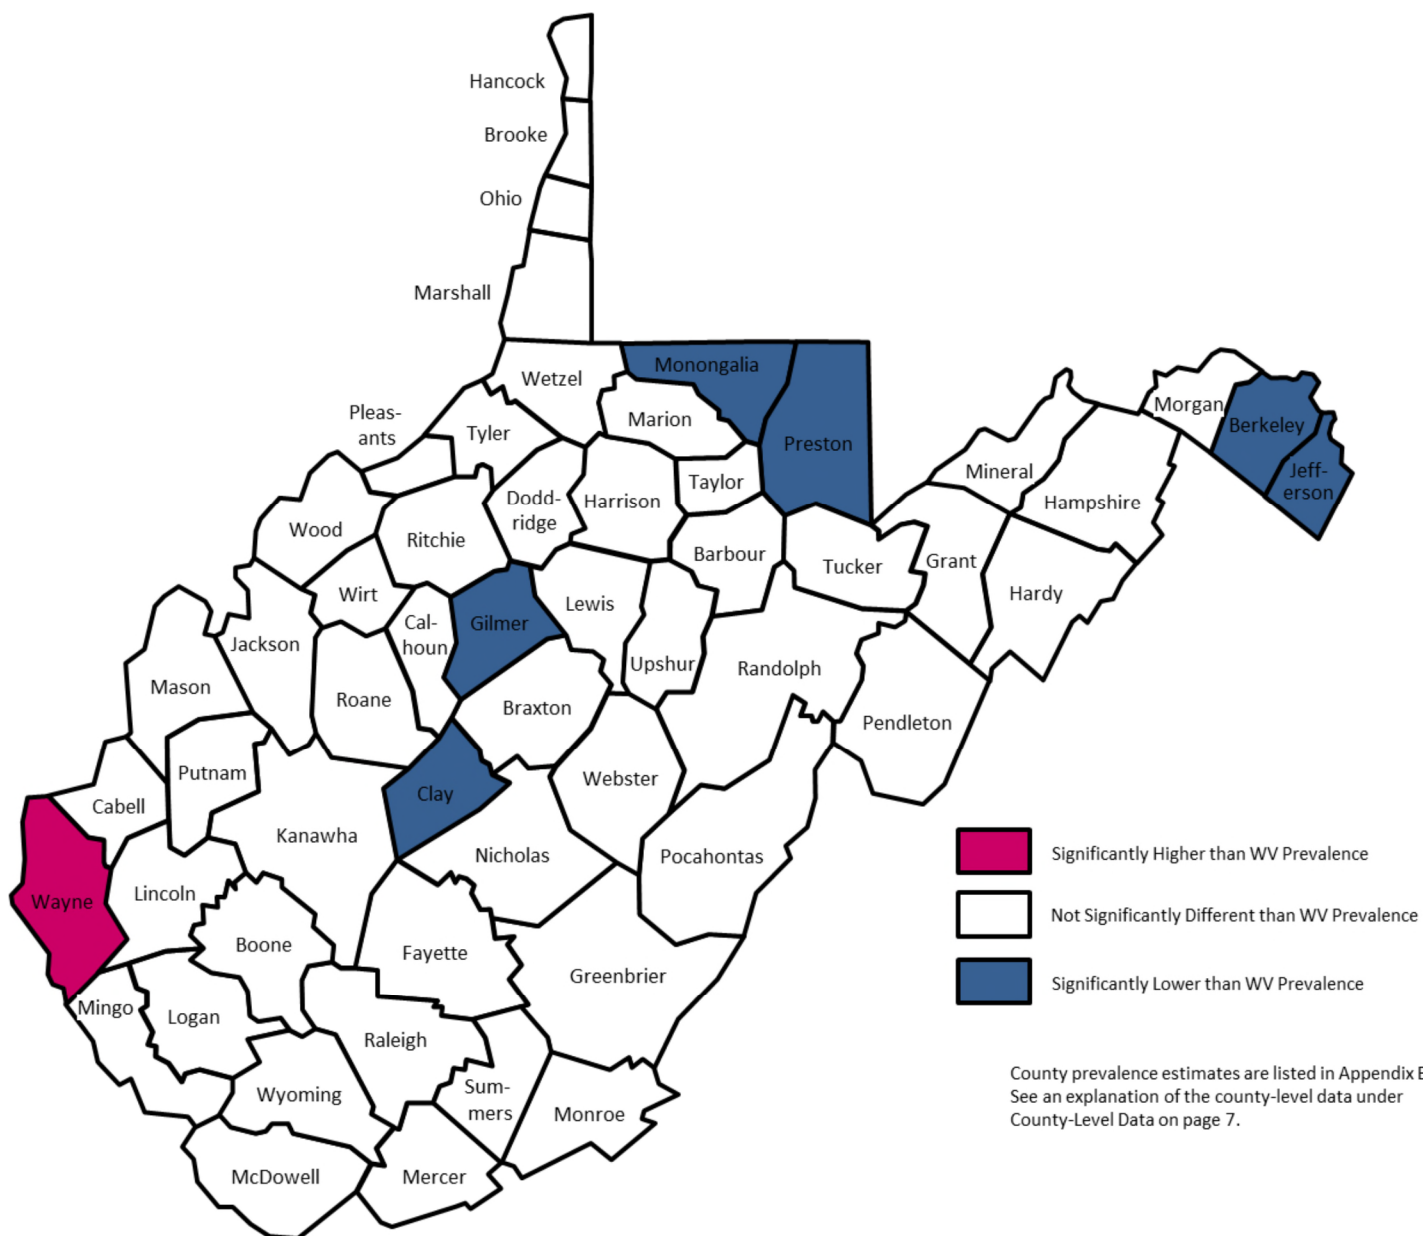 Hancock
Brooke
Ohio
Marshall
Wetzel
Monongalia
Marion
Preston
Pleas-
ants
Tyler
Dodd-
ridge
Harrison
Taylor
Barbour
Tucker
Grant
Mineral
Hampshire
Hardy
Morgan
Berkeley
Jeff-
erson
Wood
Ritchie
Wirt
Cal-
houn
Gilmer
Lewis
Upshur
Randolph
Pendleton
Jackson
Mason
Roane
Braxton
Webster
Putnam
Cabell
Clay
Kanawha
Nicholas
Pocahontas
Wayne
Lincoln
Boone
Fayette
Greenbrier
Mingo
Logan
Raleigh
Sum-
mers
Monroe
Wyoming
McDowell
Mercer
Significantly Higher than WV Prevalence
Not Significantly Different than WV Prevalence
Significantly Lower than WV Prevalence
County prevalence estimates are listed in Appendix
See an explanation of the county-level data under
County-Level Data on page 7.